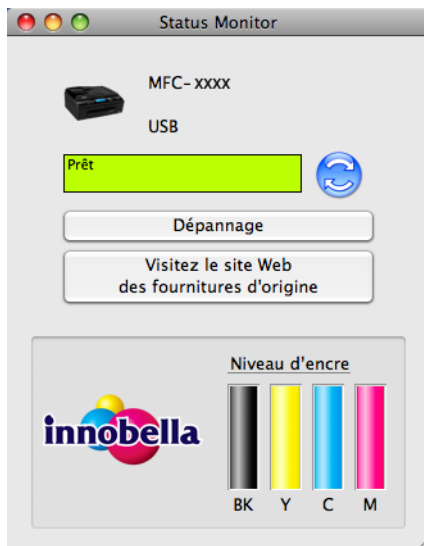 Status Monitor
MFC-xxxx
USB
Prêt
Dépannage
Visitez le site Web
des fournitures d'origine
Niveau d'encre
innobella
BK Y C M